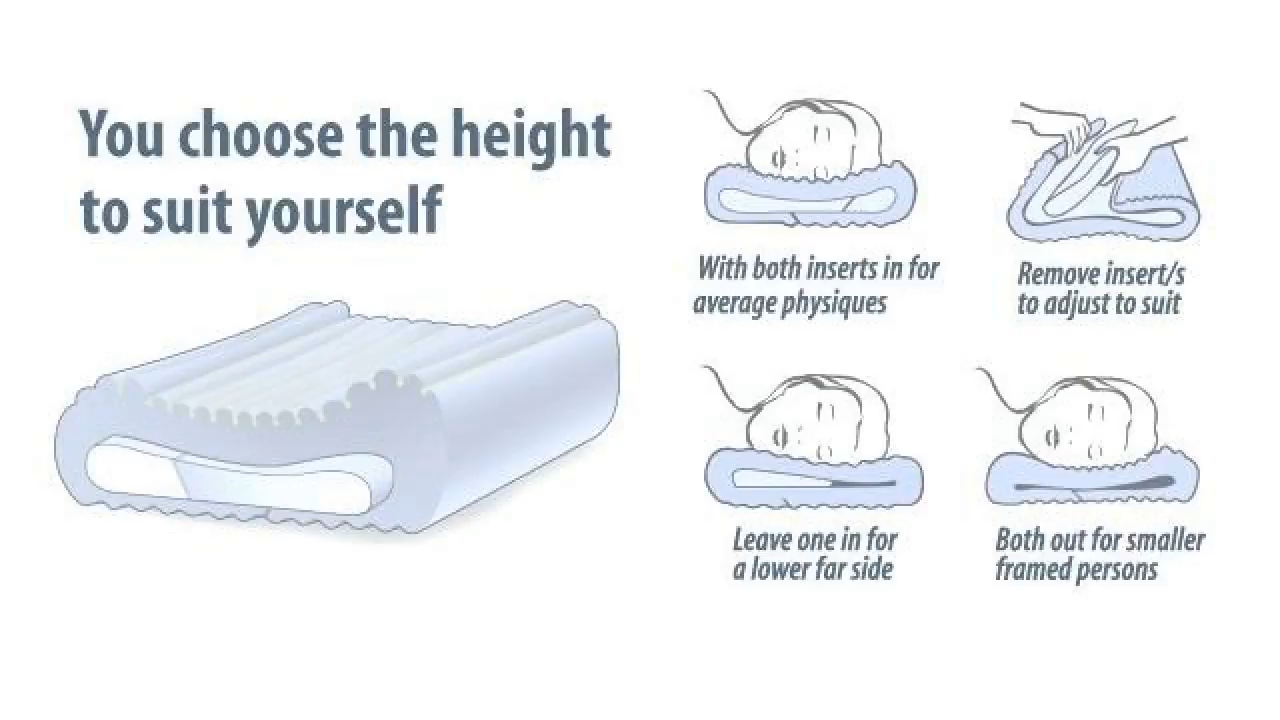 You choose the height
to suit yourself
With both inserts in for
average physiques
Remove insert/s
to adjust to suit
Leave one in for
a lower far side
Both out for smaller
framed persons